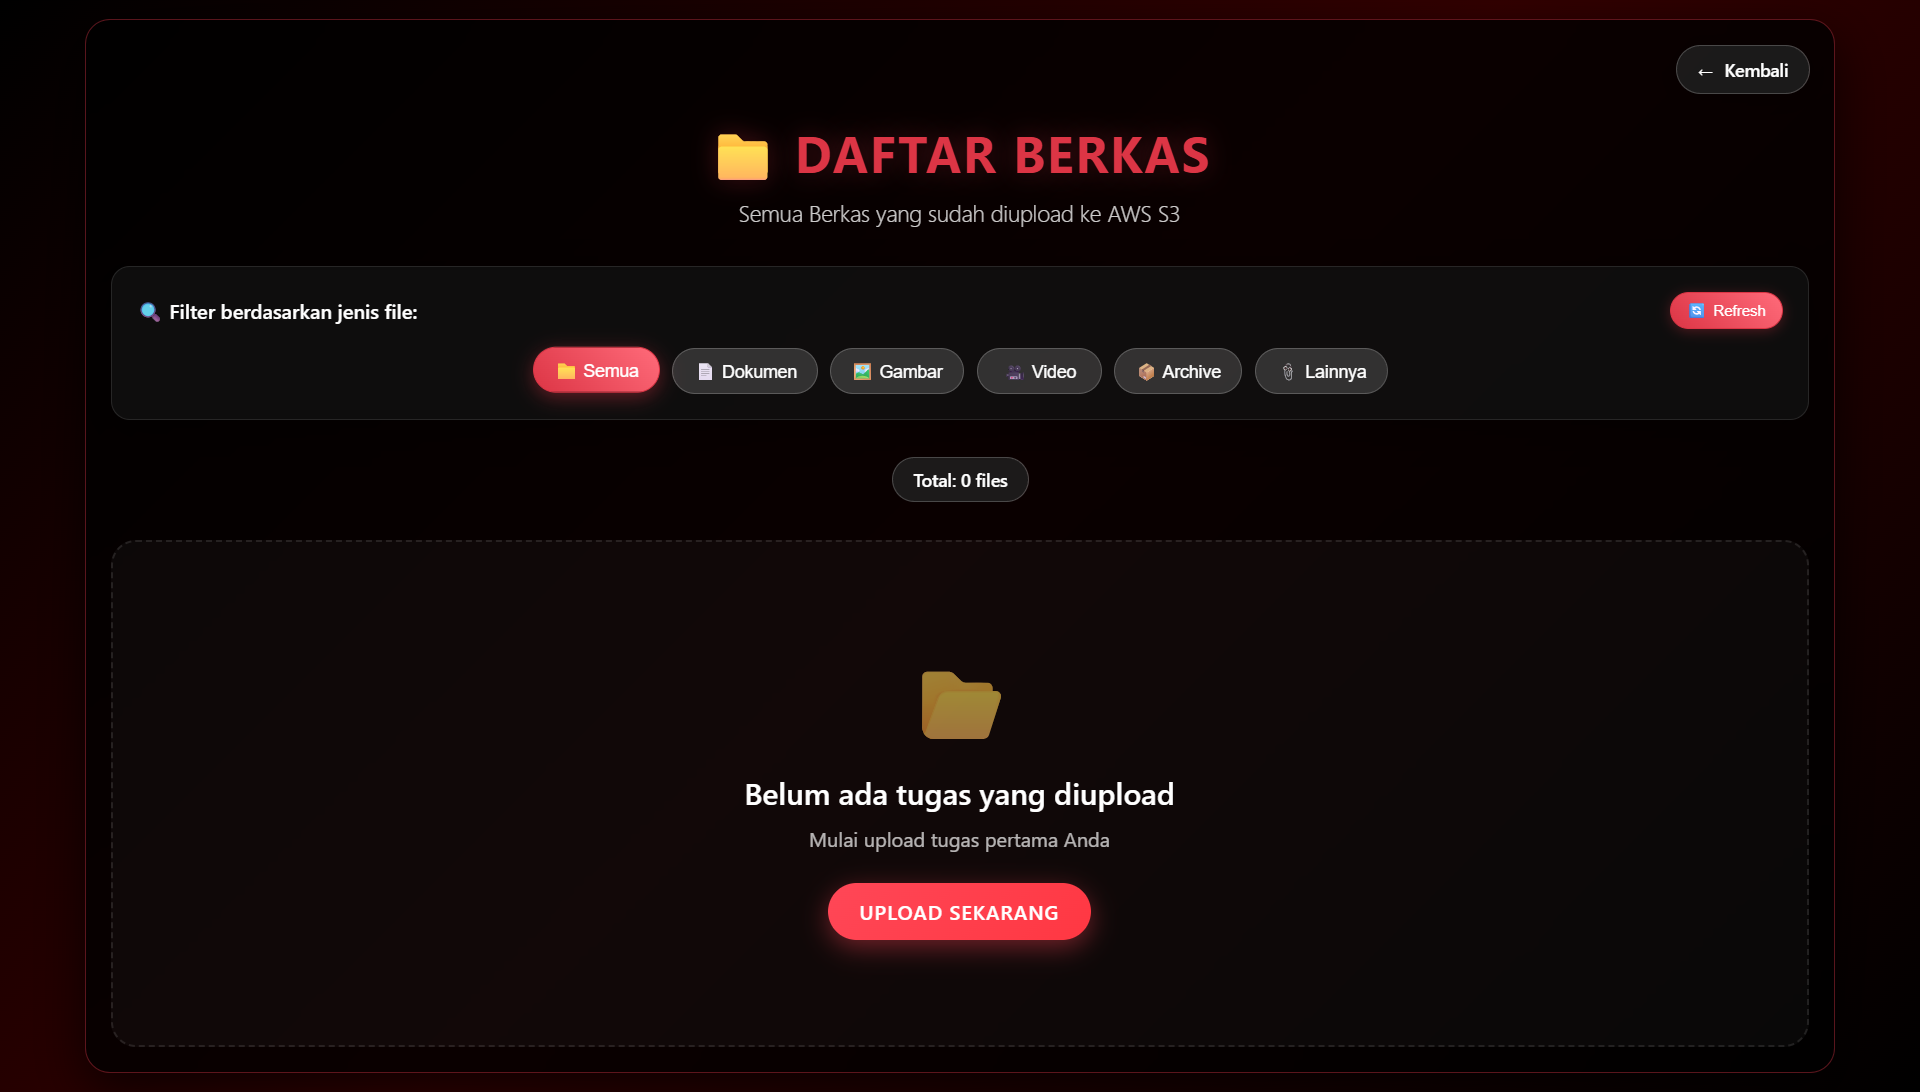 ← Kembali
DAFTAR BERKAS
Semua Berkas yang sudah diupload ke AWS S3
Filter berdasarkan jenis file:
Refresh
Semua
Dokumen
Gambar
Video
Archive
Lainnya
Total: 0 files
Belum ada tugas yang diupload
Mulai upload tugas pertama Anda
UPLOAD SEKARANG